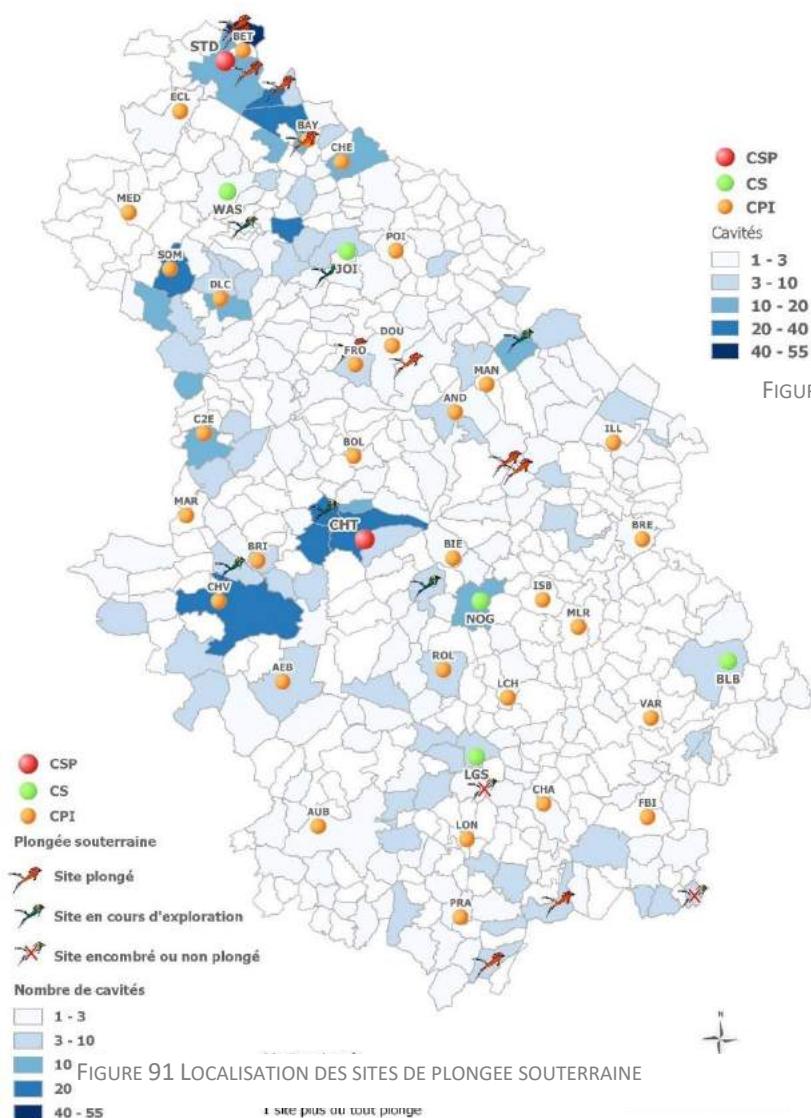 BET
STD
ECL
BAY
CHE
MED
WAS
POI
JOI
SOM
DLC
DOU
FRO
MAN
AND
C2E
BOL
ILL
MAR
CHT
BRE
BRI
BIE
CHV
ISB
NOG
MLR
AEB
ROL
BLB
LCH
VAR
LGS
CHA
FBI
AUB
LON
PRA
CSP
CS
CPI
Cavités
1 - 3
3 - 10
10 - 20
20 - 40
40 - 55
FIGUR
CSP
CS
CPI
Plongée souterraine
Site plongé
Site en cours d'exploration
Site encombré ou non plongé
Nombre de cavités
1 - 3
3 - 10
10
20
40 - 55
N
FIGURE 91 LOCALISATION DES SITES DE PLONGEE SOUTERRAINE
1 site plus du tout plongé